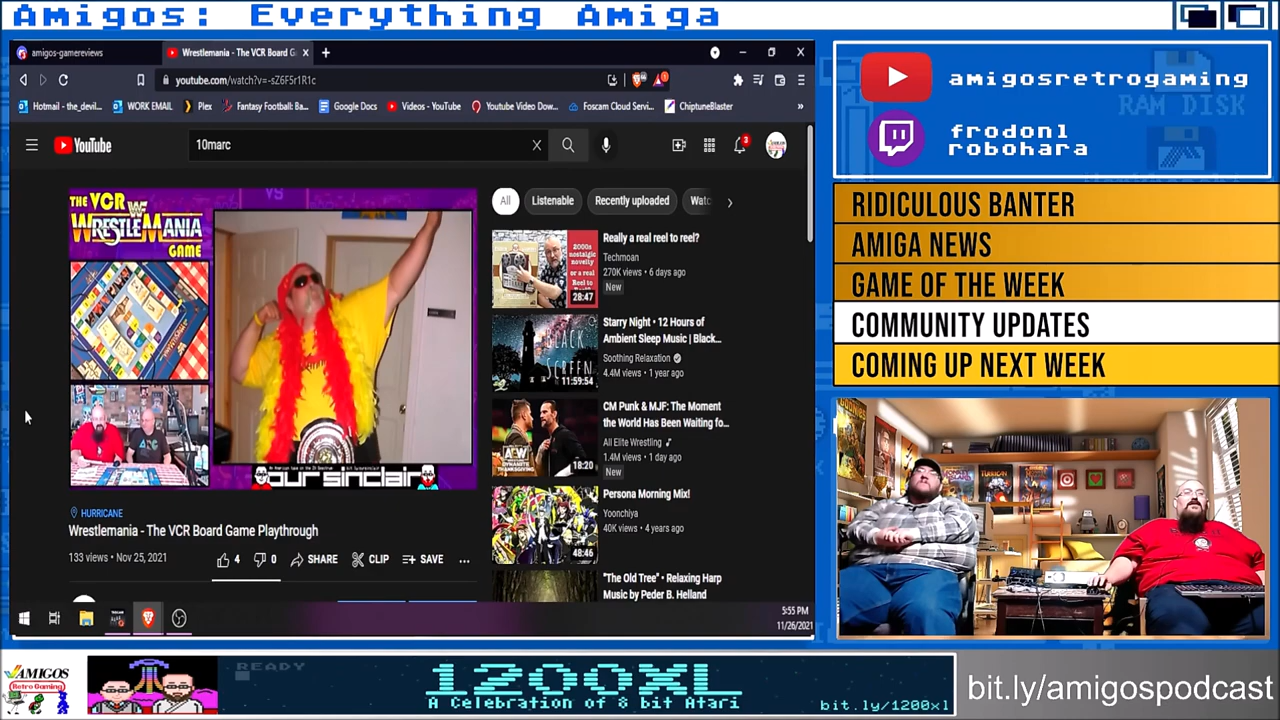 Amigos: Everything Amiga
amigos-gamereviews
Wrestlemania - The VCR Board G
youtube.com/watch?v=-sZ6F5r1R1c
Hotmail - the_devil...
WORK EMAIL
Plex
Fantasy Football: Ba...
Google Docs
Videos - YouTube
Youtube Video Dow...
Foscam Cloud Servi...
ChiptuneBlaster
YouTube
10marc
3
THE VCR
WRESTLEMANIA
GAME
VS
OUR SINCLAIR
HURRICANE
Wrestlemania - The VCR Board Game Playthrough
133 views • Nov 25, 2021
4
0
SHARE
CLIP
SAVE
All
Listenable
Recently uploaded
Watc
Really a real reel to reel?
Techmoan
270K views • 6 days ago
New
28:47
Starry Night • 12 Hours of
Ambient Sleep Music | Black...
Soothing Relaxation
4.4M views • 1 year ago
BLACK
SCREEN
11:59:54
CM Punk & MJF: The Moment
the World Has Been Waiting fo...
All Elite Wrestling
1.4M views • 1 day ago
New
18:20
Persona Morning Mix!
Yoonchiya
40K views • 4 years ago
48:46
"The Old Tree" • Relaxing Harp
Music by Peder B. Helland
5:55 PM
11/26/2021
amigosretrogaming
RAM DISK
frodonl
robohara
RIDICULOUS BANTER
AMIGA NEWS
GAME OF THE WEEK
COMMUNITY UPDATES
COMING UP NEXT WEEK
AMIGOS
Retro Gaming
READY
1200XL
A Celebration of 8 bit Atari
bit.ly/1200xl
bit.ly/amigospodcast